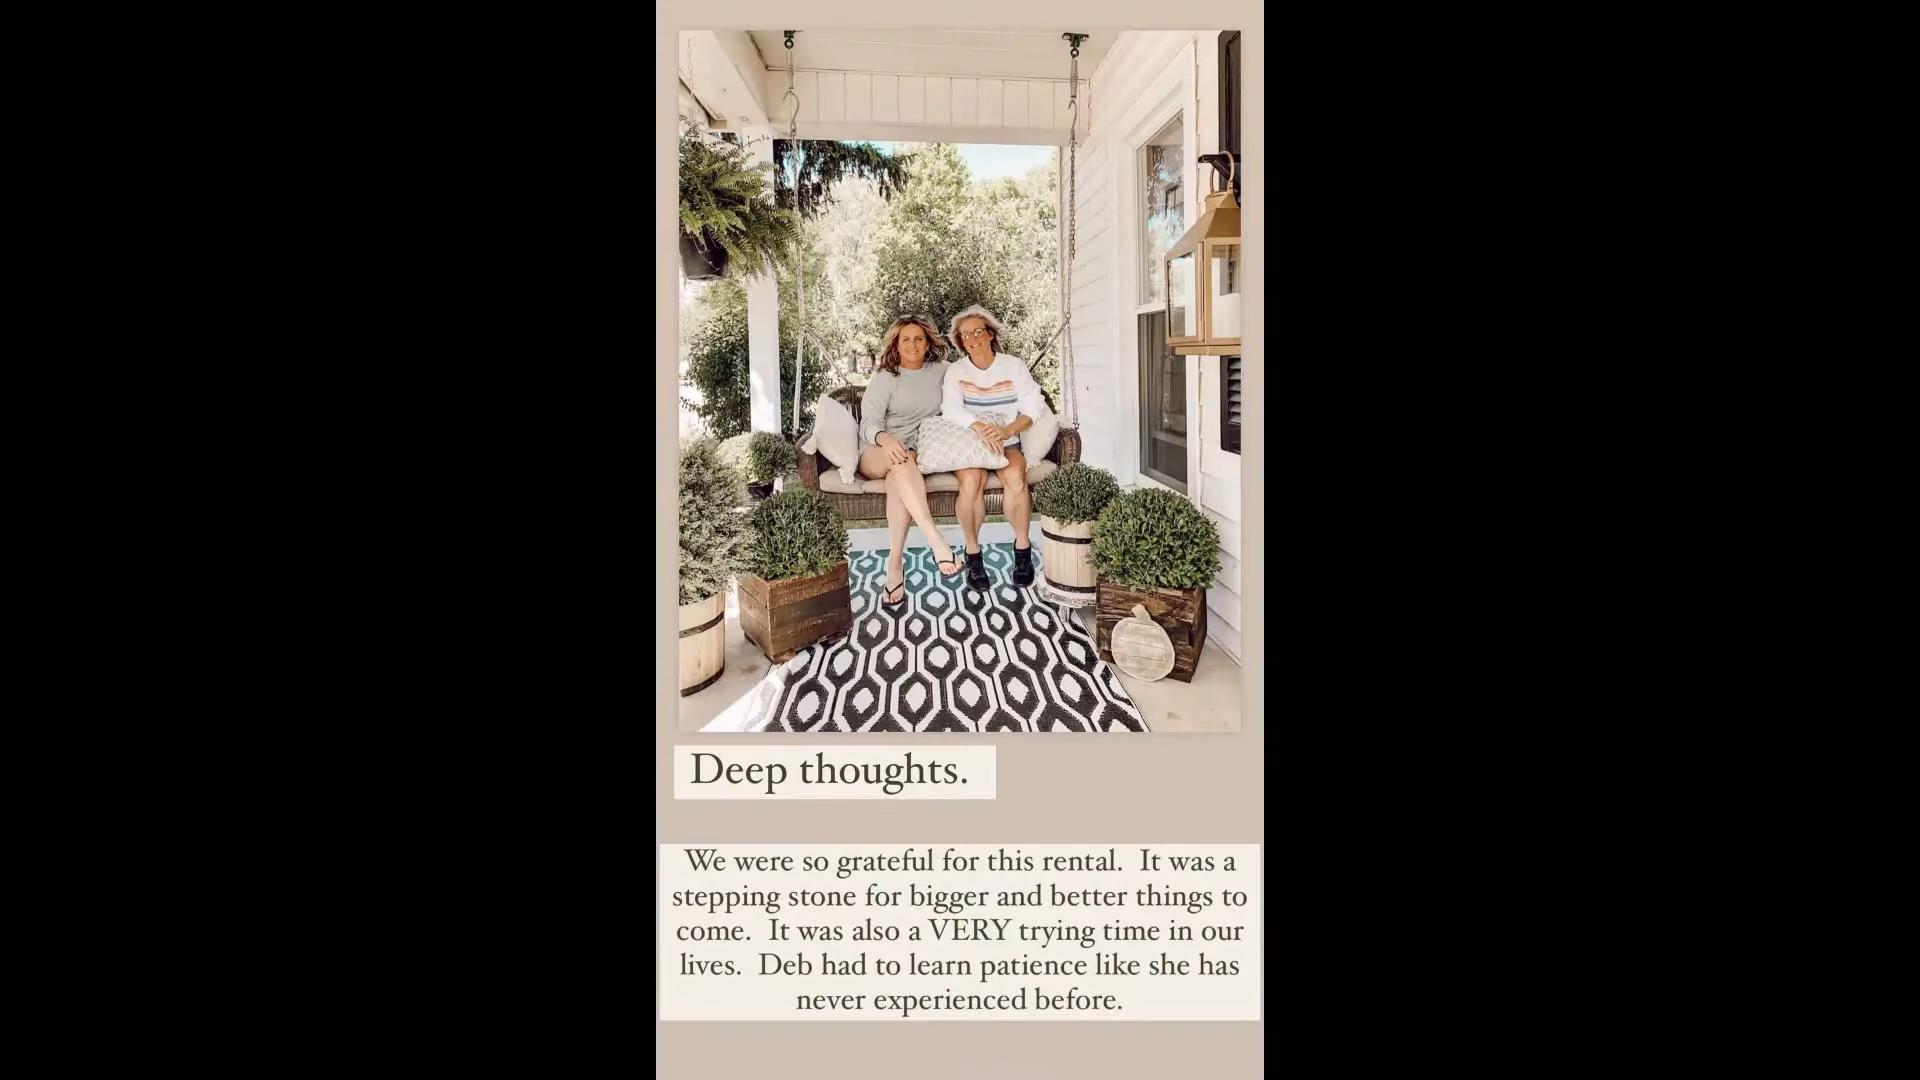 Deep thoughts.
We were so grateful for this rental. It was a
stepping stone for bigger and better things to
come. It was also a VERY trying time in our
lives. Deb had to learn patience like she has
never experienced before.